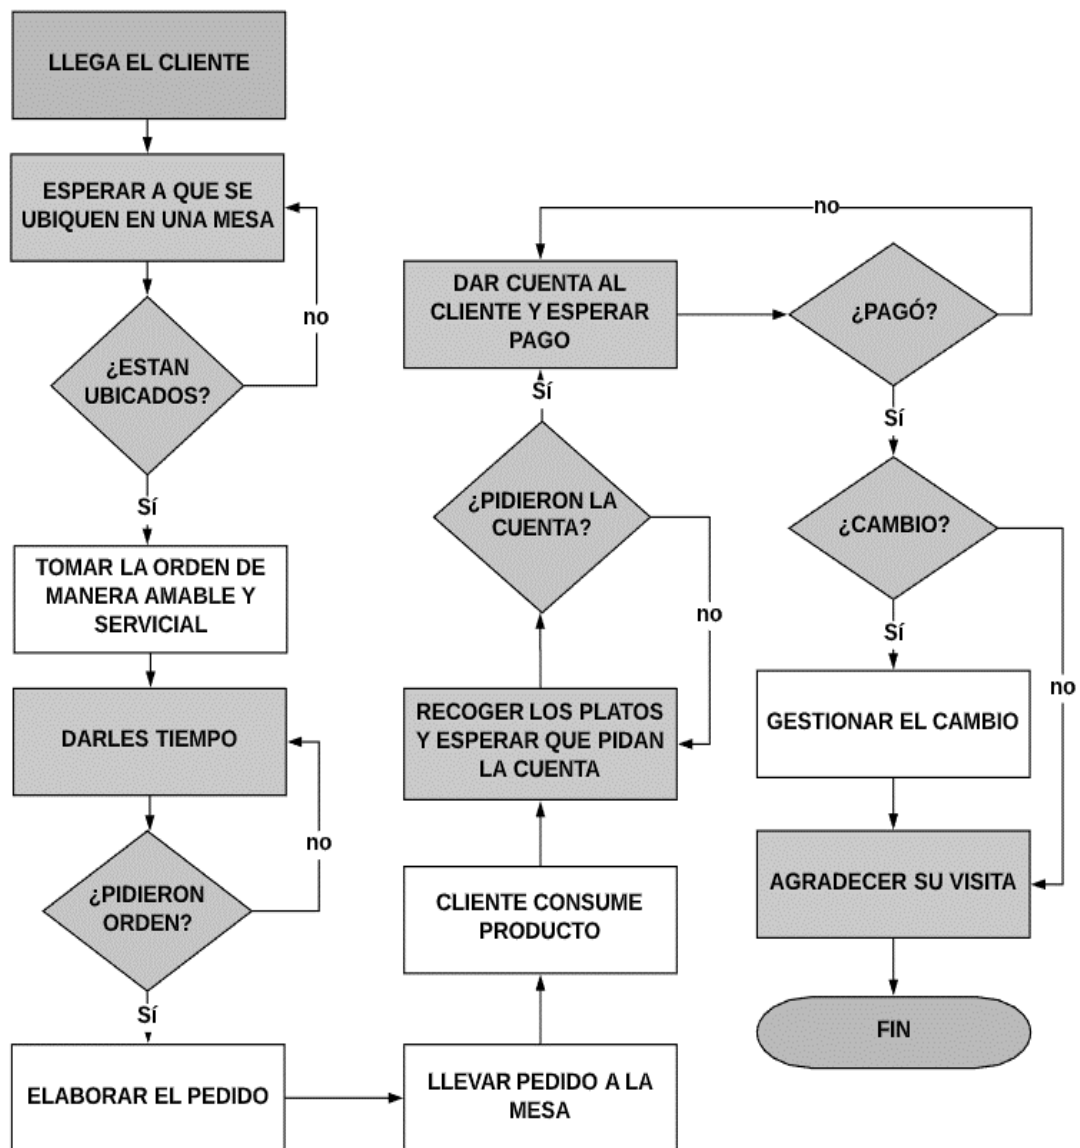 LLEGA EL CLIENTE
ESPERAR A QUE SE
UBIQUEN EN UNA MESA
no
¿ESTAN
UBICADOS?
Sí
TOMAR LA ORDEN DE
MANERA AMABLE Y
SERVICIAL
DARLES TIEMPO
no
¿PIDIERON
ORDEN?
Sí
ELABORAR EL PEDIDO
LLEVAR PEDIDO A LA
MESA
CLIENTE CONSUME
PRODUCTO
RECOGER LOS PLATOS
Y ESPERAR QUE PIDAN
LA CUENTA
no
¿PIDIERON LA
CUENTA?
Sí
DAR CUENTA AL
CLIENTE Y ESPERAR
PAGO
no
¿PAGÓ?
Sí
¿CAMBIO?
Sí
no
GESTIONAR EL CAMBIO
AGRADECER SU VISITA
FIN